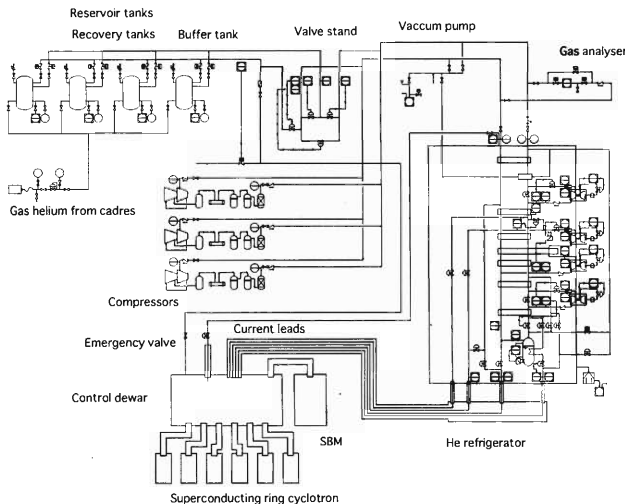 Reservoir tanks
Recovery tanks
Buffer tank
Valve stand
Vaccum pump
Gas analyser
Gas helium from cadres
Compressors
Emergency valve
Current leads
Control dewar
SBM
He refrigerator
Superconducting ring cyclotron